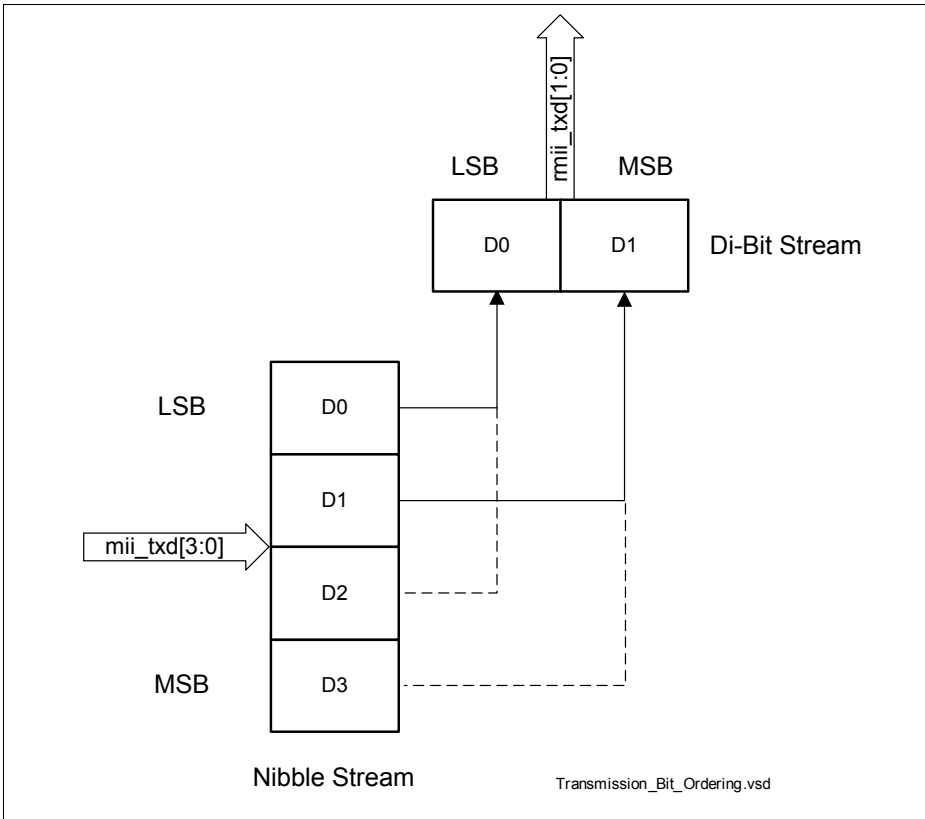 rmii_txd[1:0]
LSB
MSB
D0
D1
Di-Bit Stream
LSB
D0
D1
mii_txd[3:0]
D2
MSB
D3
Nibble Stream
Transmission_Bit_Ordering.vsd